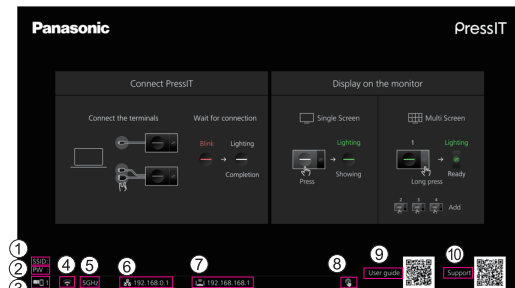 Panasonic
PressIT
Connect PressIT
Display on the monitor
Connect the terminals
Wait for connection
Blink
Lighting
→
Completion
Single Screen
Lighting
→
Press
Showing
Multi Screen
1
Lighting
→
Long press
Ready
2 3 4
Add
1 SSID:
2 PW
3 1
4
5 5GHz
6 192.168.0.1
7 192.168.168.1
8
9 User guide
10 Support